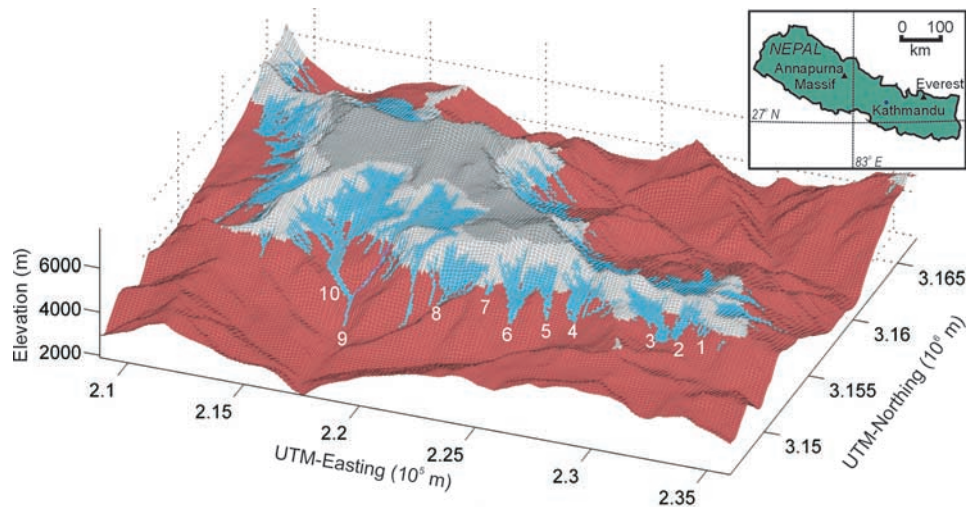 NEPAL
Annapurna
Massif
Everest
Kathmandu
0 100
km
27° N
83° E
Elevation (m)
6000
4000
2000
10
9
8
7
6
5
4
3
2
1
2.1
2.15
2.2
2.25
2.3
2.35
UTM-Easting (10⁵ m)
3.15
3.155
3.16
3.165
UTM-Northing (10⁶ m)